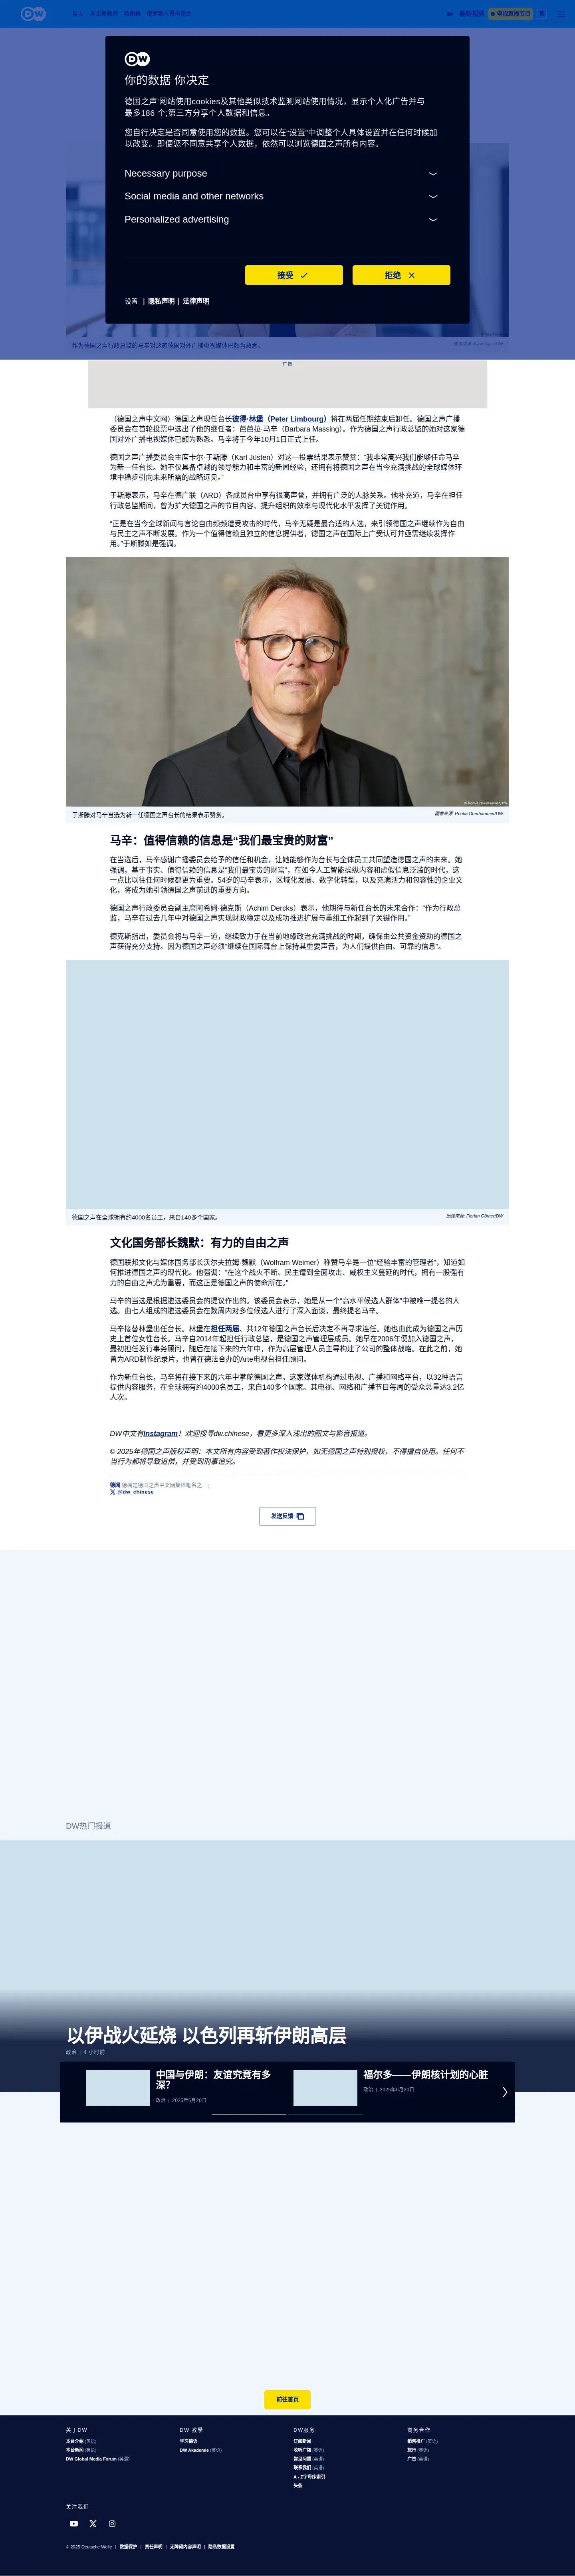 DW
最新视频
电视直播节目
DW
你的数据 你决定
德国之声'网站使用cookies及其他类似技术监测网站使用情况，显示个人化广告并与
最多186 个;第三方分享个人数据和信息。
您自行决定是否同意使用您的数据。您可以在"设置"中调整个人具体设置并在任何时候加
以改变。即便您不同意共享个人数据，依然可以浏览德国之声所有内容。
Necessary purpose
Social media and other networks
Personalized advertising
接受
拒绝
设置 | 隐私声明 | 法律声明
作为德国之声行政总监的马辛对这家德国对外广播电视媒体已颇为熟悉。
广告
（德国之声中文网）德国之声现任台长彼得·林堡（Peter Limbourg）将在两届任期结束后卸任。德国之声广播
委员会在首轮投票中选出了他的继任者：芭芭拉·马辛（Barbara Massing）。作为德国之声行政总监的她对这家德
国对外广播电视媒体已颇为熟悉。马辛将于今年10月1日正式上任。
德国之声广播委员会主席卡尔·于斯滕（Karl Jüsten）对这一投票结果表示赞赏："我非常高兴我们能够任命马辛
为新一任台长。她不仅具备卓越的领导能力和丰富的新闻经验，还拥有将德国之声在当今充满挑战的全球媒体环
境中稳步引向未来所需的战略远见。"
于斯滕表示，马辛在德广联（ARD）各成员台中享有很高声誉，并拥有广泛的人脉关系。他补充道，马辛在担任
行政总监期间，曾为扩大德国之声的节目内容、提升组织的效率与现代化水平发挥了关键作用。
"正是在当今全球新闻与言论自由频频遭受攻击的时代，马辛无疑是最合适的人选，来引领德国之声继续作为自由
与民主之声不断发展。作为一个值得信赖且独立的信息提供者，德国之声在国际上广受认可并亟需继续发挥作
用。"于斯滕如是强调。
© Ronka Oberhammer/ DW
于斯滕对马辛当选为新一任德国之声台长的结果表示赞赏。
图像来源: Ronka Oberhammer/DW
马辛：值得信赖的信息是"我们最宝贵的财富"
在当选后，马辛感谢广播委员会给予的信任和机会，让她能够作为台长与全体员工共同塑造德国之声的未来。她
强调，基于事实、值得信赖的信息是"我们最宝贵的财富"，在如今人工智能操纵内容和虚假信息泛滥的时代，这
一点比以往任何时候都更为重要。54岁的马辛表示，区域化发展、数字化转型，以及充满活力和包容性的企业文
化，将成为她引领德国之声前进的重要方向。
德国之声行政委员会副主席阿希姆·德克斯（Achim Dercks）表示，他期待与新任台长的未来合作："作为行政总
监，马辛在过去几年中对德国之声实现财政稳定以及成功推进扩展与重组工作起到了关键作用。"
德克斯指出，委员会将与马辛一道，继续致力于在当前地缘政治充满挑战的时期，确保由公共资金资助的德国之
声获得充分支持。因为德国之声必须"继续在国际舞台上保持其重要声音，为人们提供自由、可靠的信息"。
德国之声在全球拥有约4000名员工，来自140多个国家。
图像来源: Florian Görner/DW
文化国务部长魏默：有力的自由之声
德国联邦文化与媒体国务部长沃尔夫拉姆·魏默（Wolfram Weimer）称赞马辛是一位"经验丰富的管理者"，知道如
何推进德国之声的现代化。他强调："在这个战火不断、民主遭到全面攻击、威权主义蔓延的时代，拥有一股强有
力的自由之声尤为重要，而这正是德国之声的使命所在。"
马辛的当选是根据遴选委员会的提议作出的。该委员会表示，她是从一个"高水平候选人群体"中被唯一提名的人
选。由七人组成的遴选委员会在数周内对多位候选人进行了深入面谈，最终提名马辛。
马辛接替林堡出任台长。林堡在担任两届、共12年德国之声台长后决定不再寻求连任。她也由此成为德国之声历
史上首位女性台长。马辛自2014年起担任行政总监，是德国之声管理层成员。她早在2006年便加入德国之声，
最初担任发行事务顾问，随后在接下来的六年中，作为高层管理人员主导构建了公司的整体战略。在此之前，她
曾为ARD制作纪录片，也曾在德法合办的Arte电视台担任顾问。
作为新任台长，马辛将在接下来的六年中掌舵德国之声。这家媒体机构通过电视、广播和网络平台，以32种语言
提供内容服务，在全球拥有约4000名员工，来自140多个国家。其电视、网络和广播节目每周的受众总量达3.2亿
人次。
DW中文有Instagram！欢迎搜寻dw.chinese，看更多深入浅出的图文与影音报道。
© 2025年德国之声版权声明：本文所有内容受到著作权法保护，如无德国之声特别授权，不得擅自使用。任何不
当行为都将导致追偿，并受到刑事追究。
德闻 德闻是德国之声中文网集体笔名之一。
@dw_chinese
发送反馈
DW热门报道
以伊战火延烧 以色列再斩伊朗高层
政治 | 4 小时前
中国与伊朗：友谊究竟有多
深？
政治 | 2025年6月20日
福尔多——伊朗核计划的心脏
政治 | 2025年6月20日
前往首页
关于DW
本台介绍 (英语)
本台新闻 (英语)
DW Global Media Forum (英语)
DW 教學
学习德语
DW Akademie (英语)
DW服务
订阅新闻
收听广播 (英语)
常见问题 (英语)
联系我们 (英语)
A - Z字母序索引
头条
商务合作
销售推广 (英语)
旅行 (英语)
广告 (英语)
关注我们
© 2025 Deutsche Welle | 数据保护 | 责任声明 | 无障碍内容声明 | 隐私数据设置